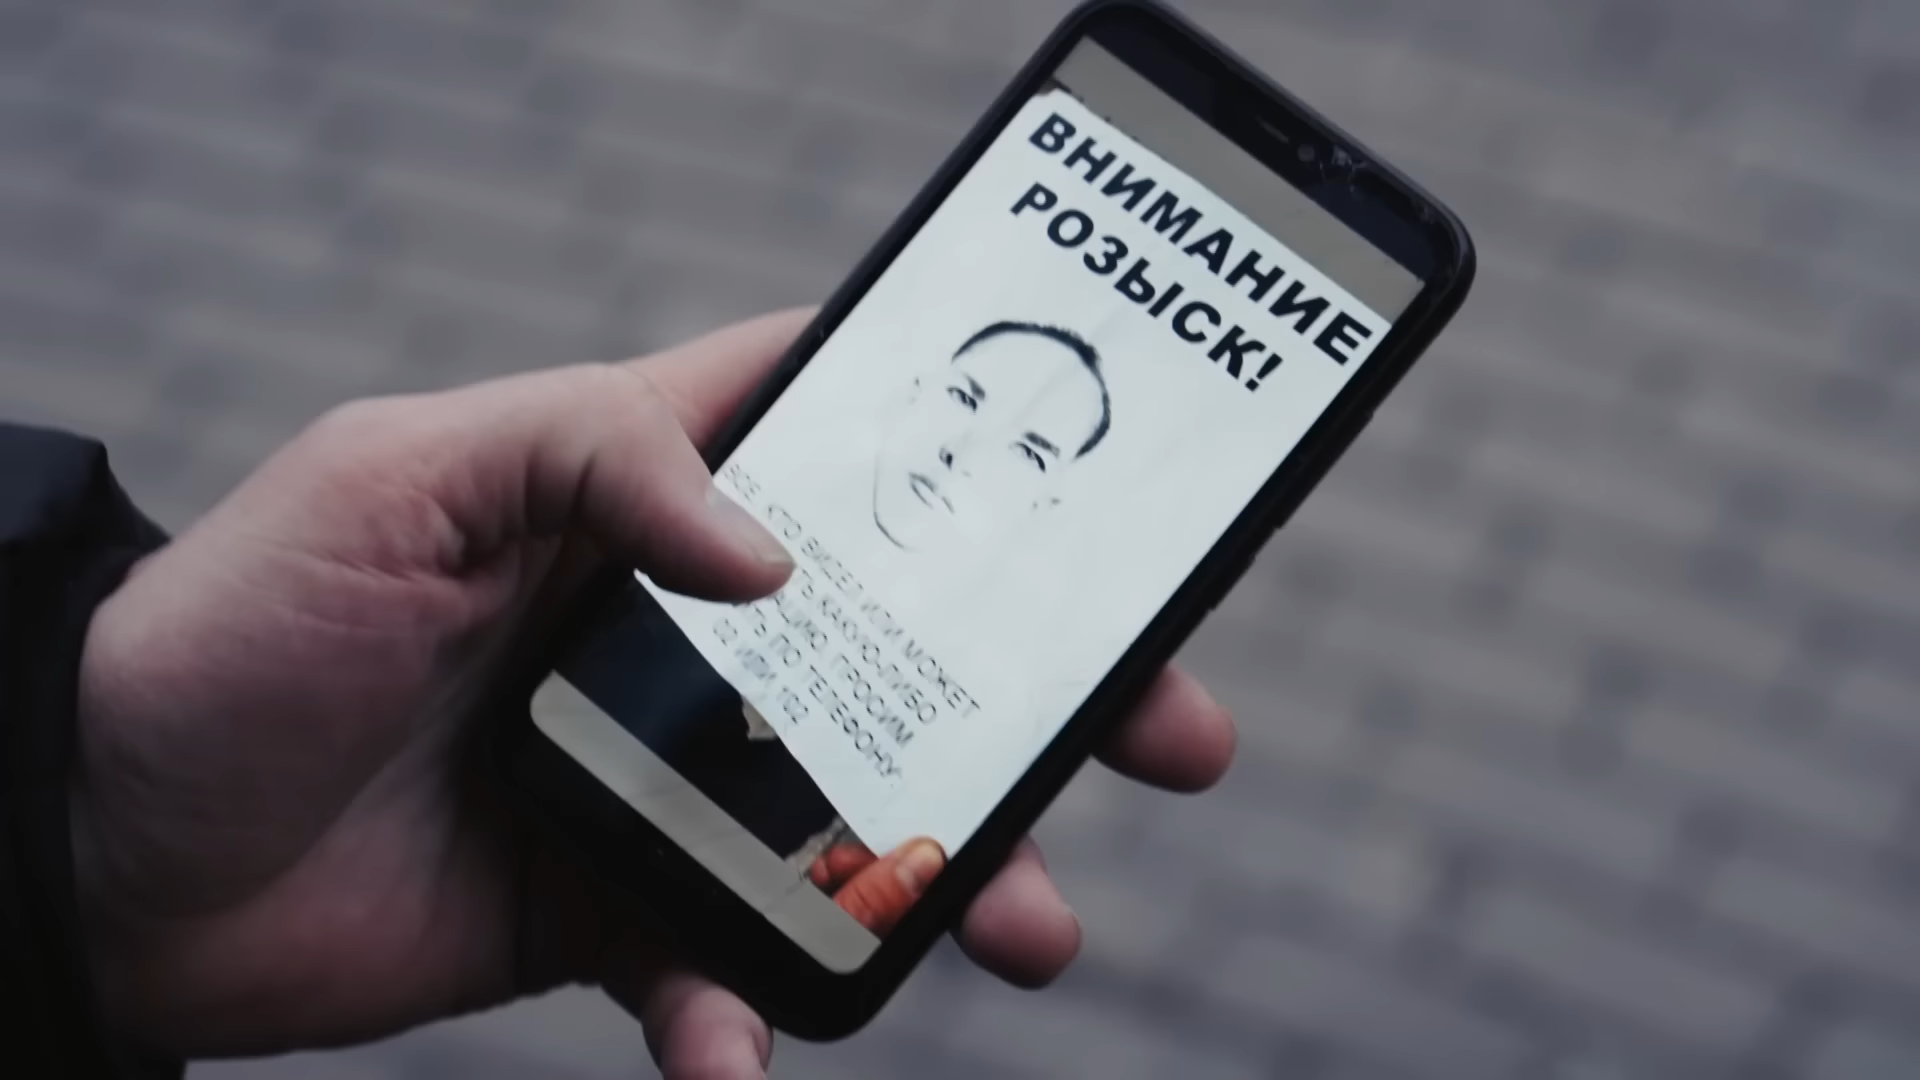 ВНИМАНИЕ
РОЗЫСК!
ВСЕ, КТО ВИДЕЛ ИЛИ МОЖЕТ
КАКУЮ-ЛИБО
ПРОСИМ
ПО ТЕЛЕФОНУ:
02 ИЛИ 102